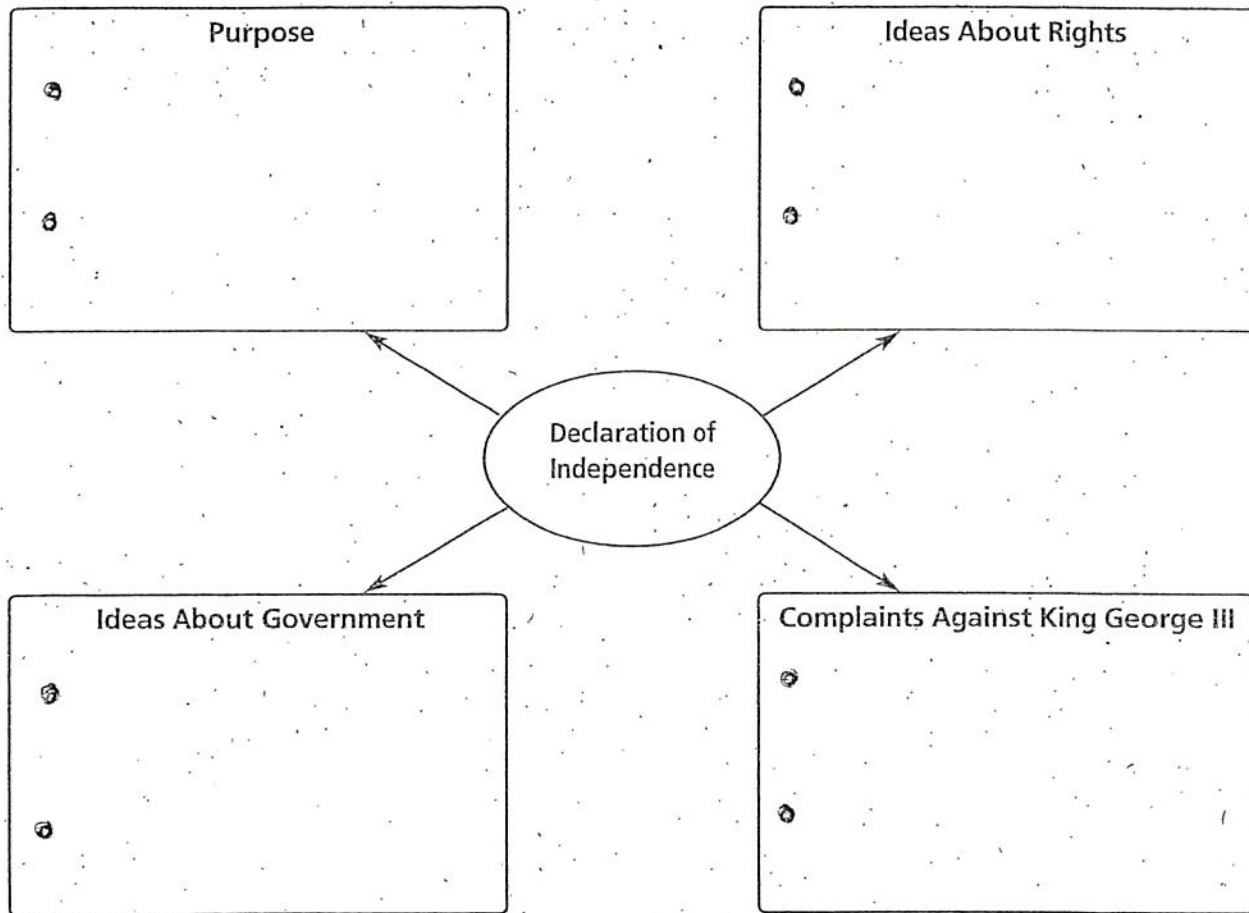 Purpose
Ideas About Rights
Declaration of
Independence
Ideas About Government
Complaints Against King George III